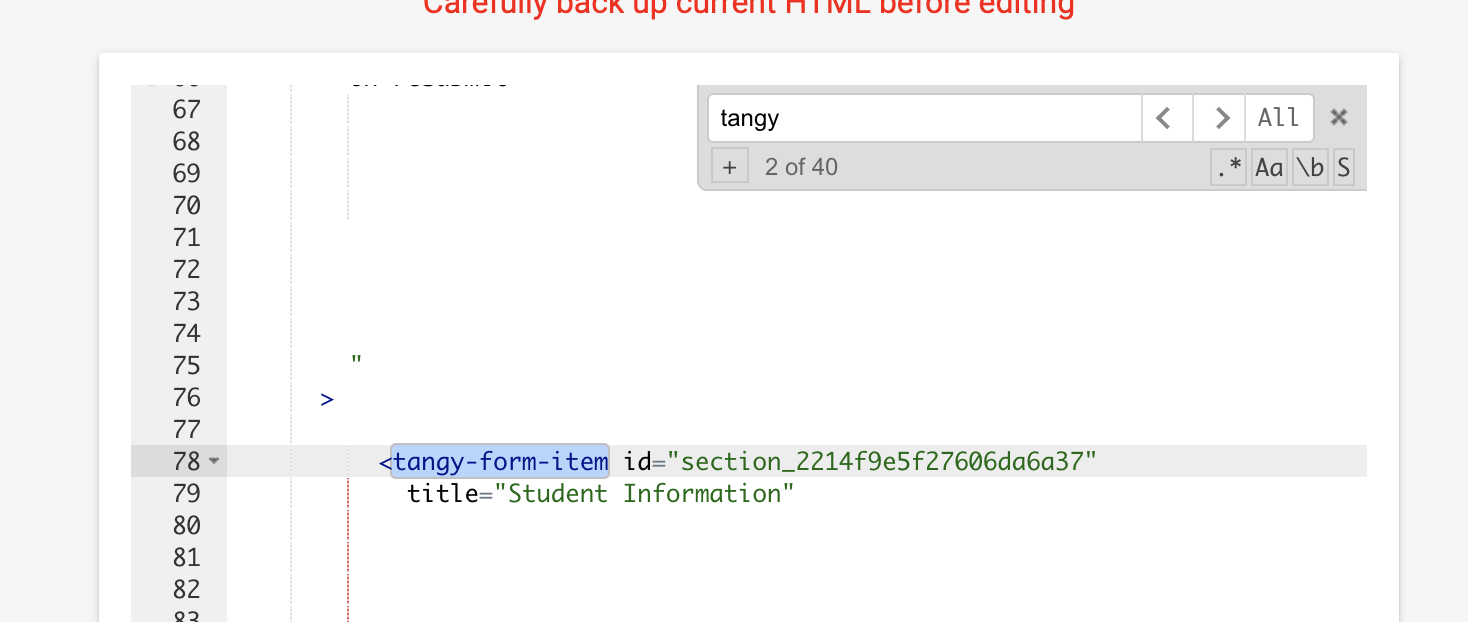 Carefully back up current HTML before editing
tangy
All
+
2 of 40
.*
Aa
\b
S
67
68
69
70
71
72
73
74
75 "
76 >
77
78 <tangy-form-item id="section_2214f9e5f27606da6a37"
79 title="Student Information"
80
81
82
83